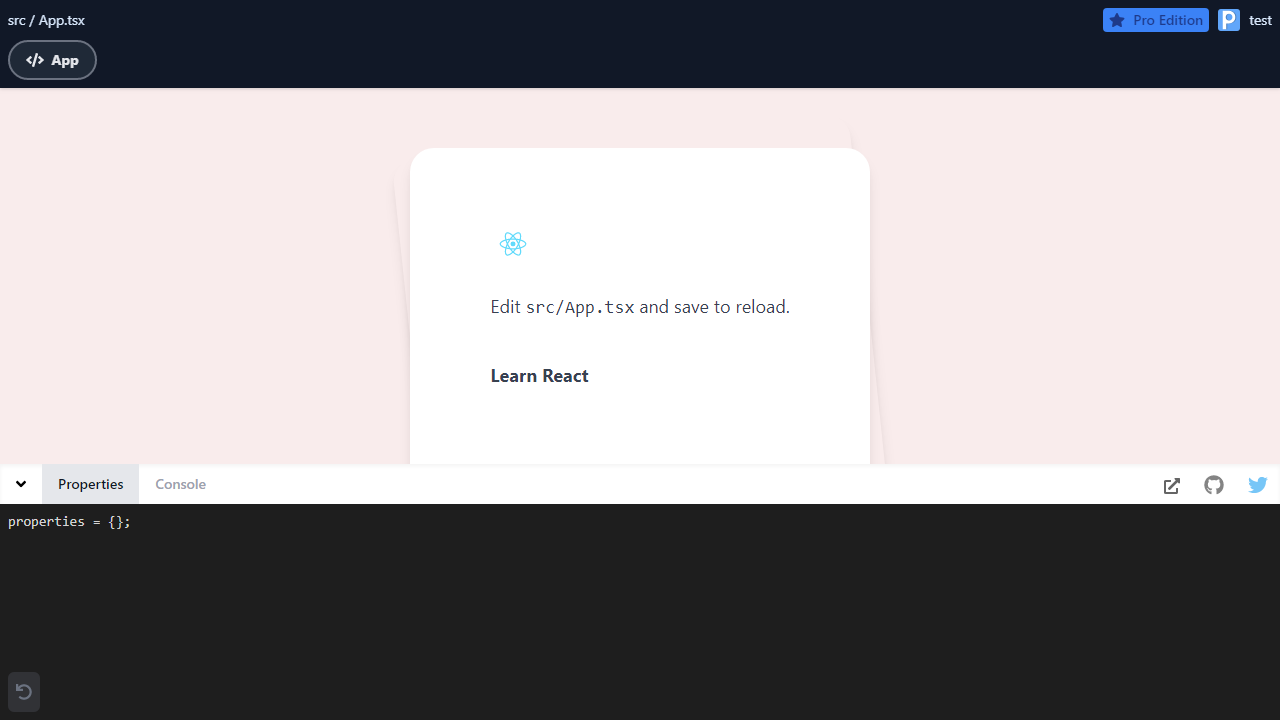 src / App.tsx
Pro Edition
test
App
Edit src/App.tsx and save to reload.
Learn React
Properties
Console
properties = {};